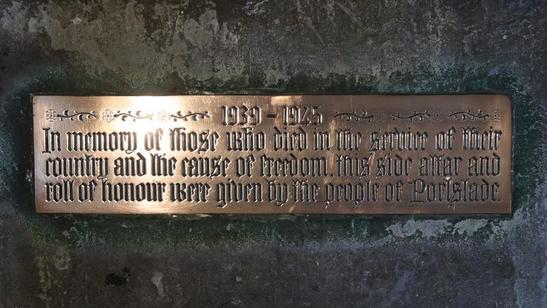 1939 - 1945
In memory of those who died in the service of their
country and the cause of freedom, this side altar and
roll of honour were given by the people of Portslade.